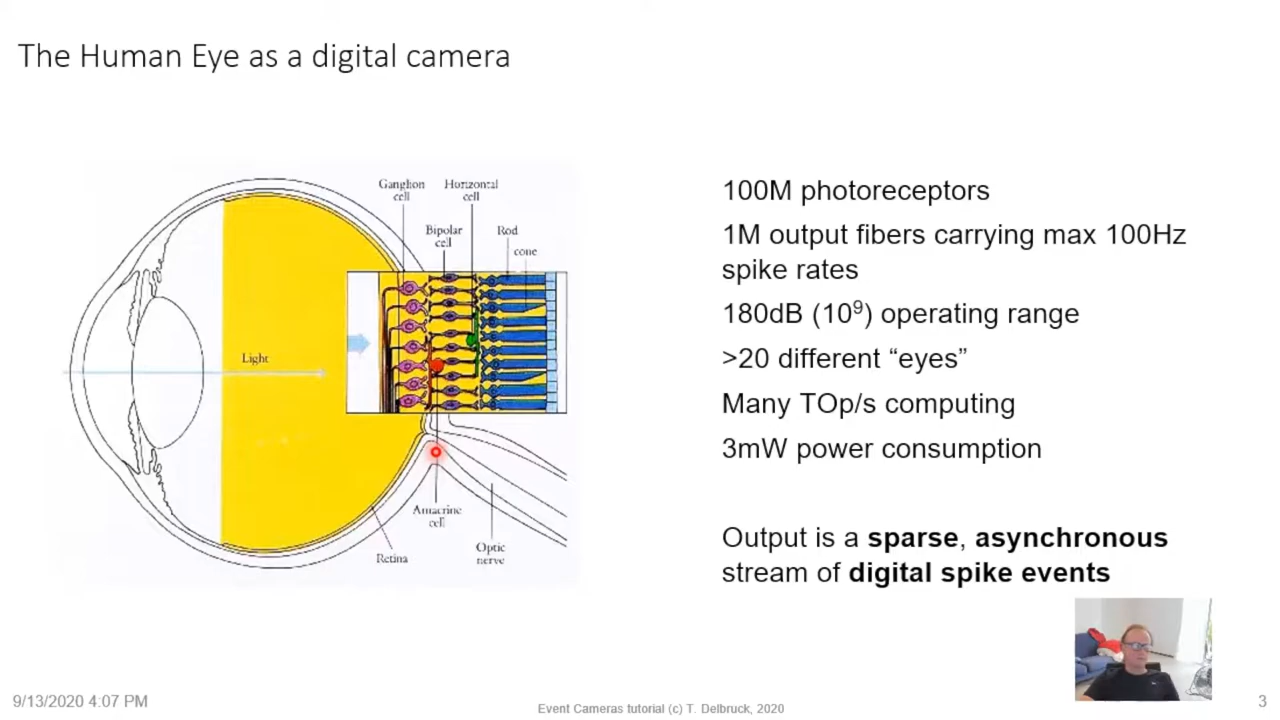 The Human Eye as a digital camera
Ganglion
cell
Horizontal
cell
Bipolar
cell
Rod
cone
Light
Amacrine
cell
Retina
Optic
nerve
100M photoreceptors
1M output fibers carrying max 100Hz
spike rates
180dB (10⁹) operating range
>20 different “eyes”
Many TOp/s computing
3mW power consumption
Output is a sparse, asynchronous
stream of digital spike events
9/13/2020 4:07 PM
Event Cameras tutorial (c) T. Delbruck, 2020
3